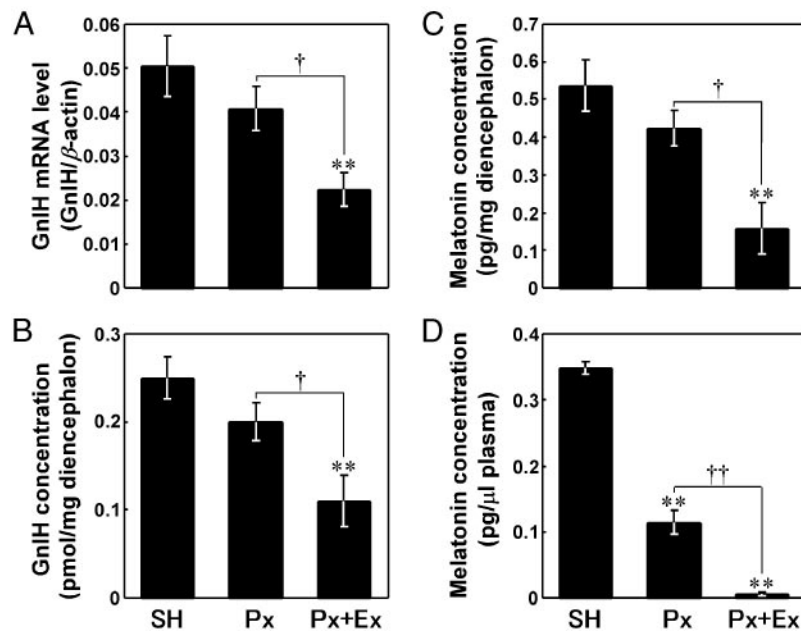 A
GnIH mRNA level
(GnIH/β-actin)
0.06
0.05
0.04
0.03
0.02
0.01
0
†
**
B
GnIH concentration
(pmol/mg diencephalon)
0.3
0.2
0.1
0
†
**
SH Px Px+Ex
C
Melatonin concentration
(pg/mg diencephalon)
0.7
0.6
0.5
0.4
0.3
0.2
0.1
0
†
**
D
Melatonin concentration
(pg/μl plasma)
0.4
0.3
0.2
0.1
0
**
††
**
SH Px Px+Ex